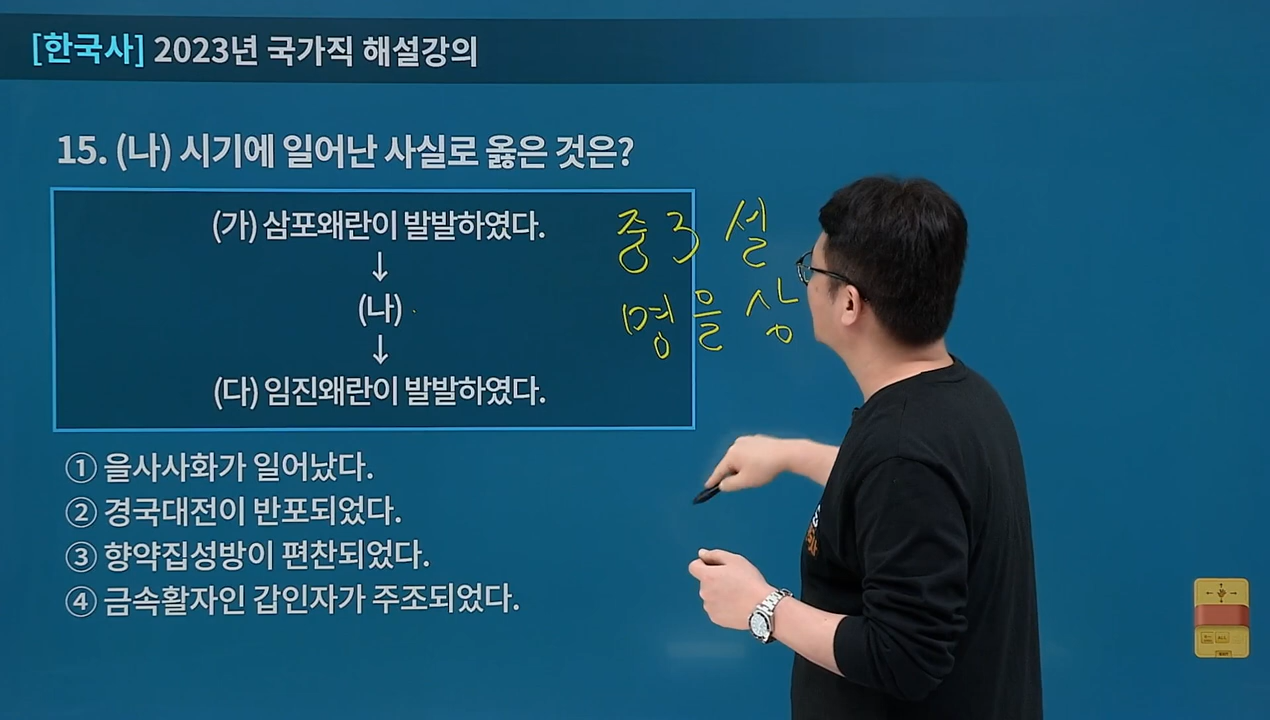 [한국사] 2023년 국가직 해설강의
15. (나) 시기에 일어난 사실로 옳은 것은?
(가) 삼포왜란이 발발하였다.
↓
(나)
↓
(다) 임진왜란이 발발하였다.
중3 셀
명을 상
① 을사사화가 일어났다.
② 경국대전이 반포되었다.
③ 향약집성방이 편찬되었다.
④ 금속활자인 갑인자가 주조되었다.